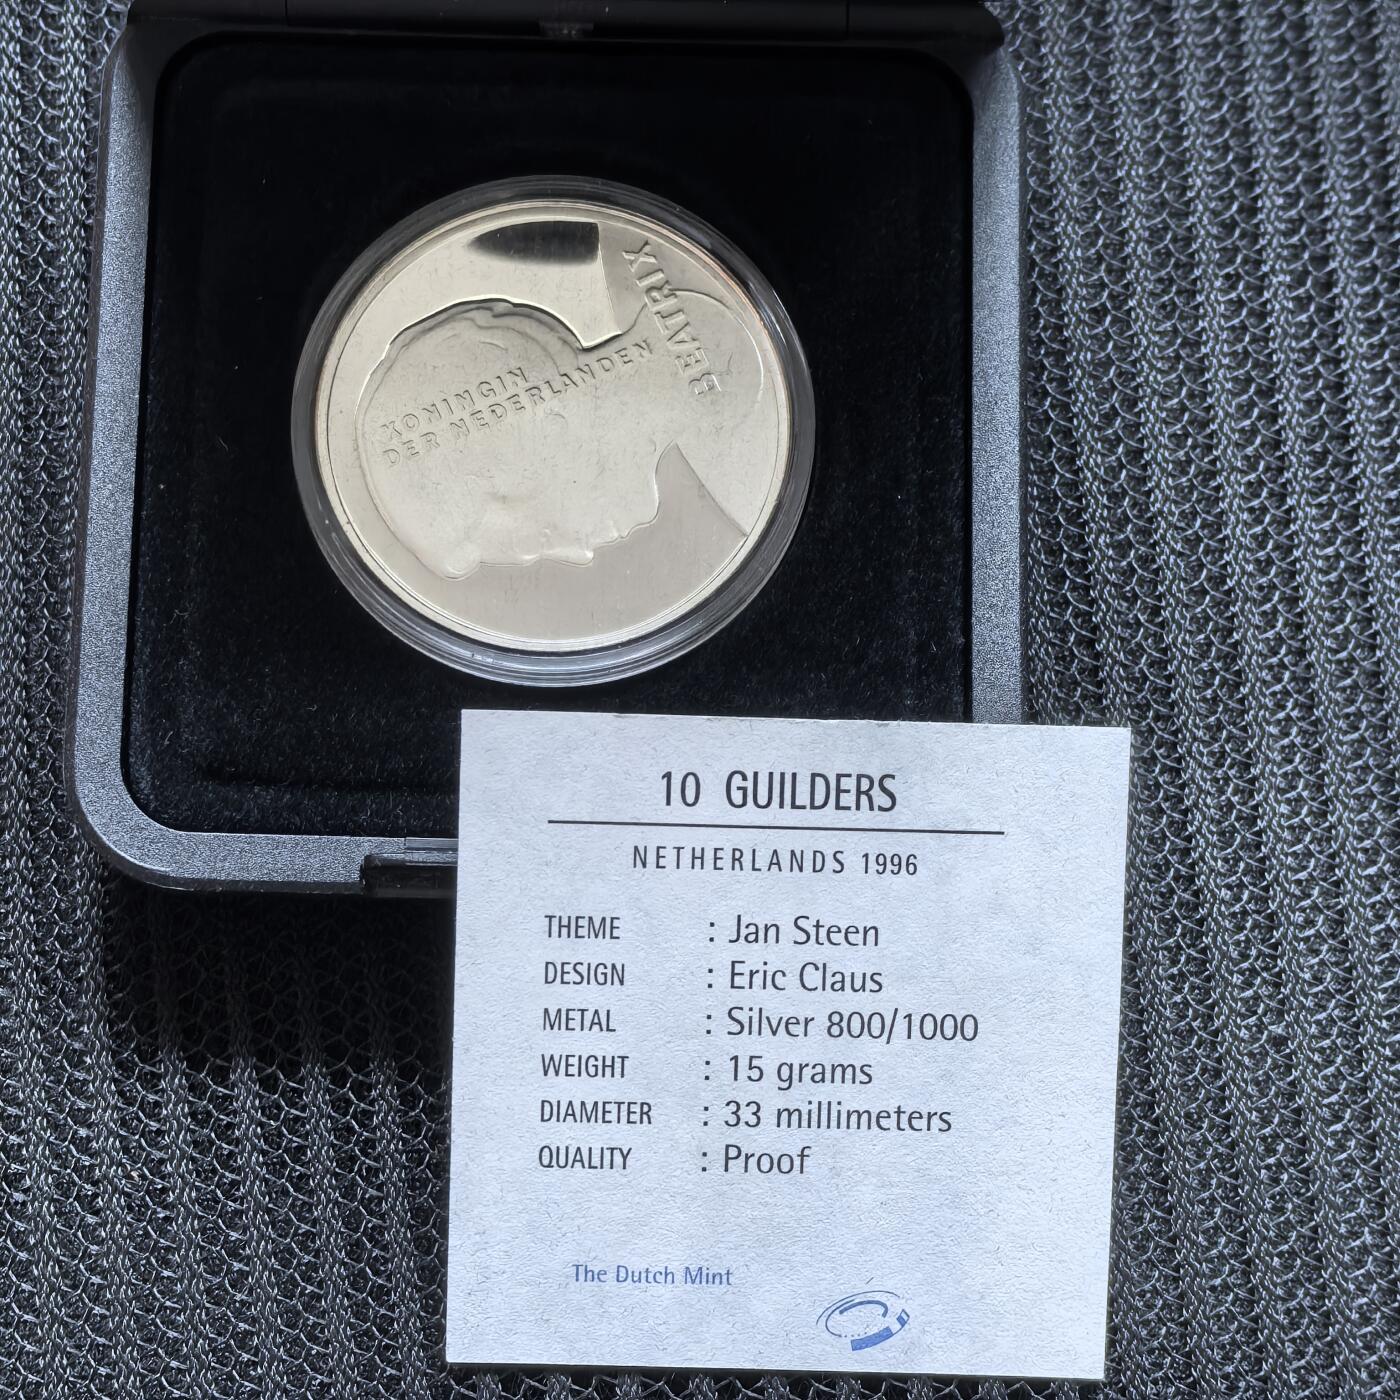 BEATRIX
KONINGIN
DER NEDERLANDEN
10 GUILDERS
NETHERLANDS 1996
THEME : Jan Steen
DESIGN : Eric Claus
METAL : Silver 800/1000
WEIGHT : 15 grams
DIAMETER : 33 millimeters
QUALITY : Proof
The Dutch Mint